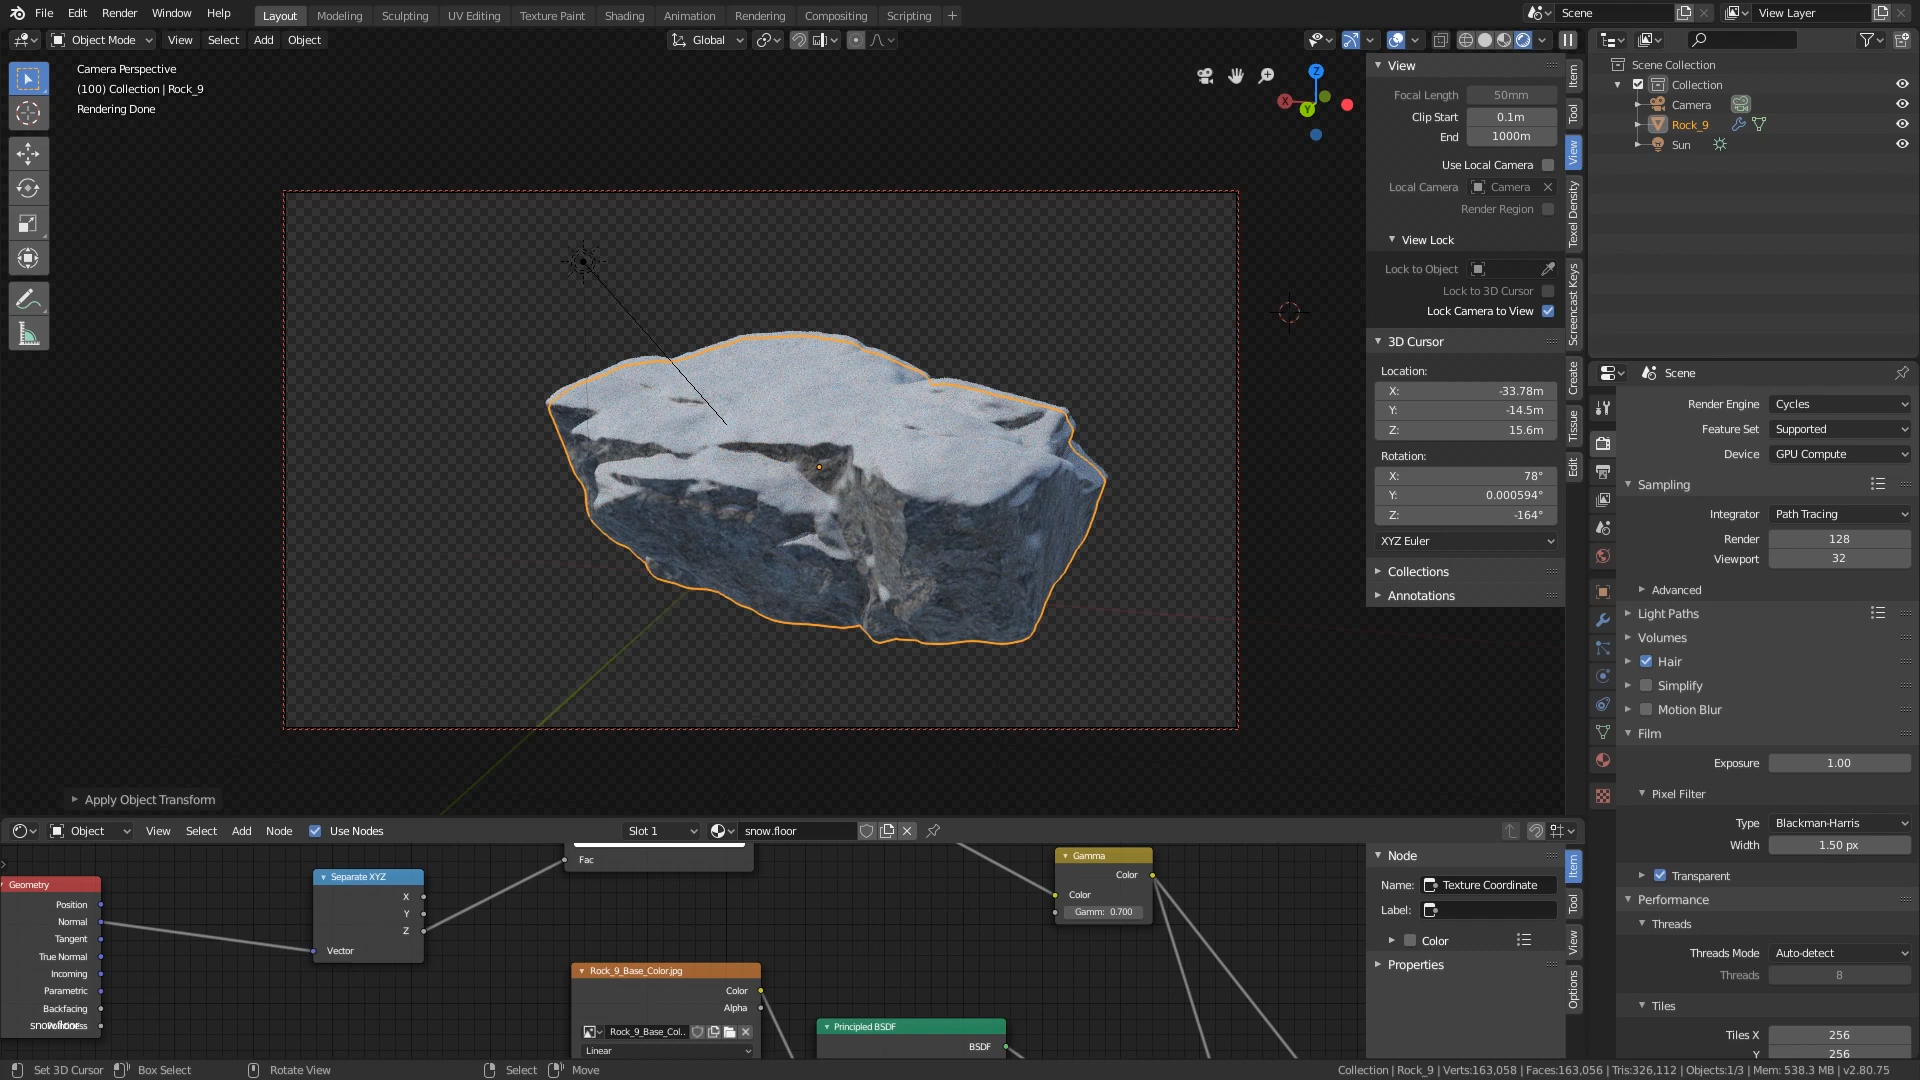 File Edit Render Window Help Layout Modeling Sculpting UV Editing Texture Paint Shading Animation Rendering Compositing Scripting + Scene View Layer
Object Mode View Select Add Object Global
Camera Perspective
(100) Collection | Rock_9
Rendering Done
X
Y
Z
View
Focal Length 50mm
Clip Start 0.1m
End 1000m
Use Local Camera
Local Camera Camera
Render Region
View Lock
Lock to Object
Lock to 3D Cursor
Lock Camera to View
3D Cursor
Location:
X: -33.78m
Y: -14.5m
Z: 15.6m
Rotation:
X: 78°
Y: 0.000594°
Z: -164°
XYZ Euler
Collections
Annotations
Item
Tool
View
Texel Density
Screencast Keys
Create
Tissue
Edit
Scene Collection
Collection
Camera
Rock_9
Sun
Scene
Render Engine Cycles
Feature Set Supported
Device GPU Compute
Sampling
Integrator Path Tracing
Render 128
Viewport 32
Advanced
Light Paths
Volumes
Hair
Simplify
Motion Blur
Film
Exposure 1.00
Pixel Filter
Type Blackman-Harris
Width 1.50 px
Transparent
Performance
Threads
Threads Mode Auto-detect
Threads 8
Tiles
Tiles X 256
Y 256
Apply Object Transform
Object View Select Add Node Use Nodes Slot 1 snow.floor
Geometry
Position
Normal
Tangent
True Normal
Incoming
Parametric
Backfacing
snow.floor
Separate XYZ
X
Y
Z
Vector
Fac
Rock_9_Base_Color.jpg
Color
Alpha
Rock_9_Base_Col..
Linear
Principled BSDF
BSDF
Gamma
Color
Color
Gamm: 0.700
Node
Name: Texture Coordinate
Label:
Color
Properties
Item
Tool
View
Options
Set 3D Cursor Box Select Rotate View Select Move Collection | Rock_9 | Verts:163,058 | Faces:163,056 | Tris:326,112 | Objects:1/3 | Mem: 538.3 MB | v2.80.75